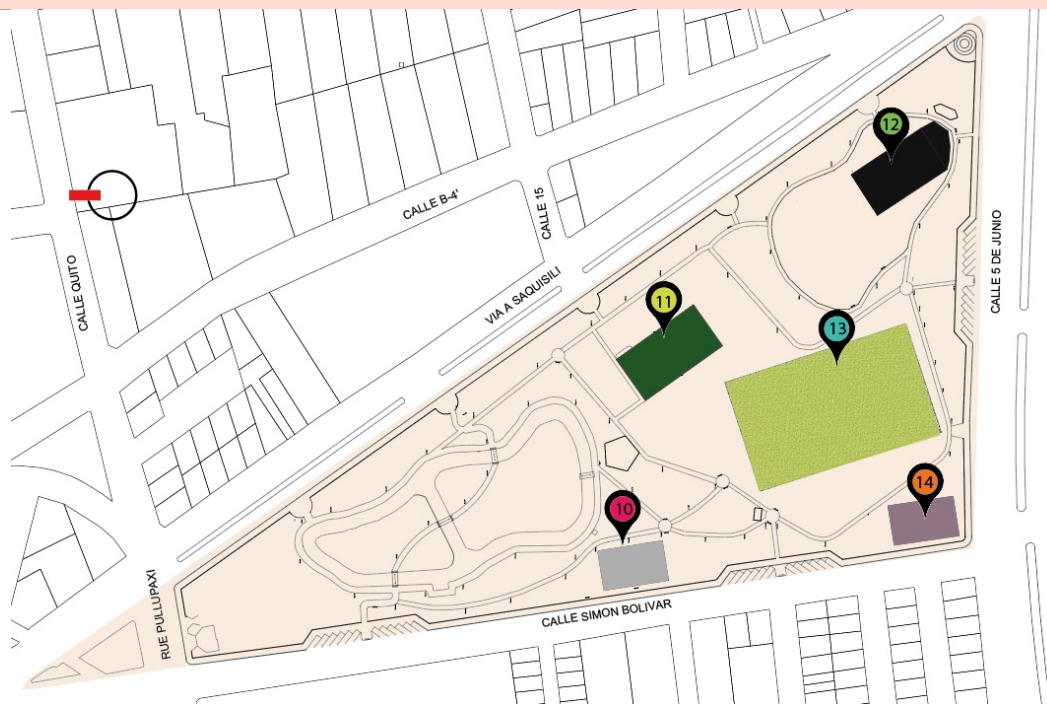 12
CALLE B-4'
CALLE 15
CALLE 5 DE JUNIO
CALLE QUITO
VIA A SAQUISILI
11
13
14
10
RUE PULLUPAXI
CALLE SIMON BOLIVAR